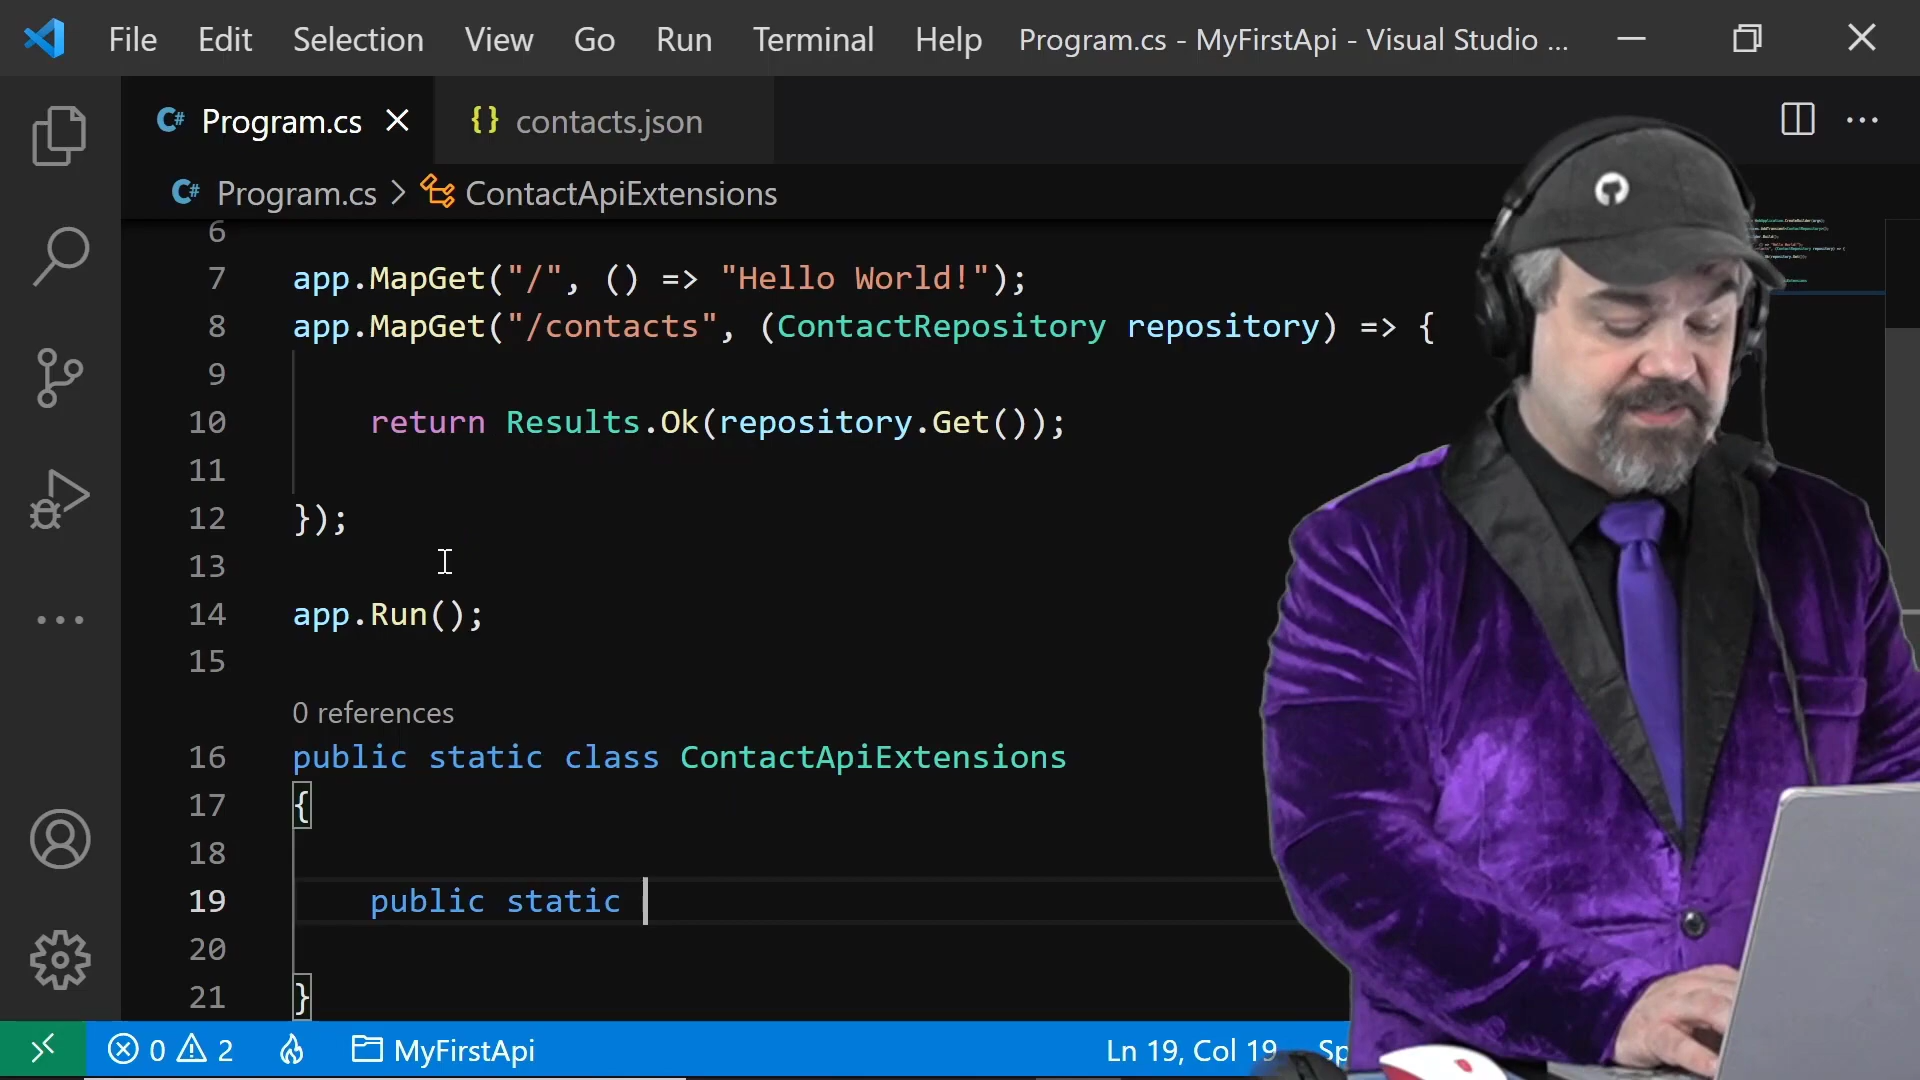 File Edit Selection View Go Run Terminal Help Program.cs - MyFirstApi - Visual Studio ...
C# Program.cs {} contacts.json ...
C# Program.cs > ContactApiExtensions
6
7 app.MapGet("/", () => "Hello World!");
8 app.MapGet("/contacts", (ContactRepository repository) => {
9
10 return Results.Ok(repository.Get());
11
12 });
13
14 app.Run();
15
0 references
16 public static class ContactApiExtensions
17 {
18
19 public static
20
21 }
0 2 MyFirstApi Ln 19, Col 19 Sp